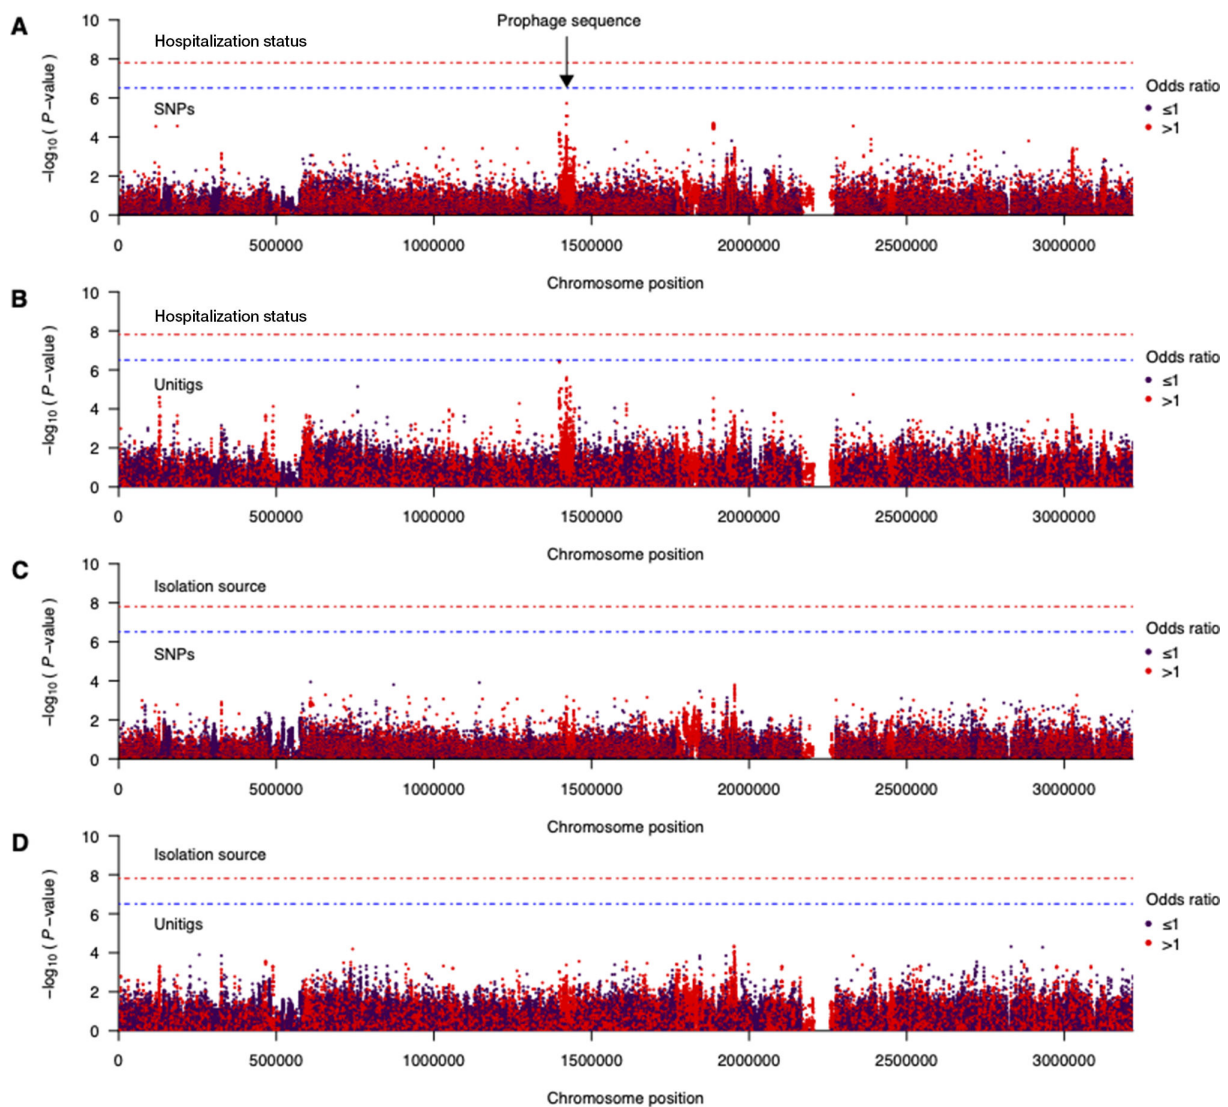 A
Prophage sequence
Hospitalization status
SNPs
−log10 ( P −value)
10
8
6
4
2
0
0 500000 1000000 1500000 2000000 2500000 3000000
Chromosome position
Odds ratio
≤1
>1
B
Hospitalization status
Unitigs
−log10 ( P −value)
10
8
6
4
2
0
0 500000 1000000 1500000 2000000 2500000 3000000
Chromosome position
Odds ratio
≤1
>1
C
Isolation source
SNPs
−log10 ( P −value)
10
8
6
4
2
0
0 500000 1000000 1500000 2000000 2500000 3000000
Chromosome position
Odds ratio
≤1
>1
D
Isolation source
Unitigs
−log10 ( P −value)
10
8
6
4
2
0
0 500000 1000000 1500000 2000000 2500000 3000000
Chromosome position
Odds ratio
≤1
>1